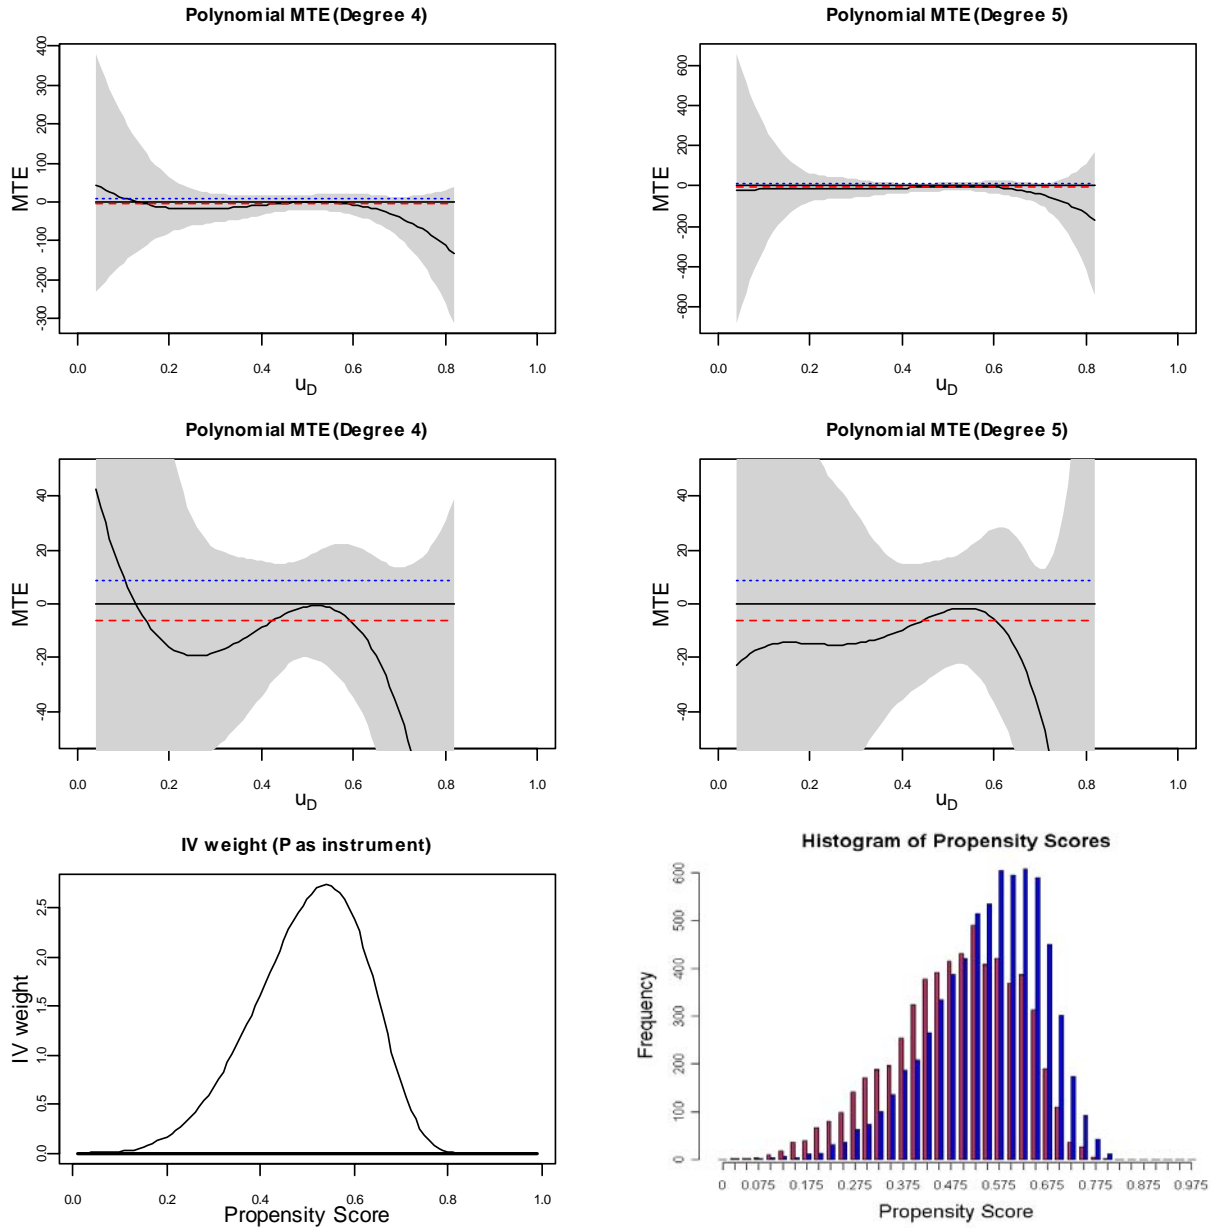 Polynomial MTE (Degree 4)
Polynomial MTE (Degree 5)
MTE
400
300
200
100
0
-100
-200
-300
0.0 0.2 0.4 0.6 0.8 1.0
uD
MTE
600
400
200
0
-200
-400
-600
0.0 0.2 0.4 0.6 0.8 1.0
uD
Polynomial MTE (Degree 4)
Polynomial MTE (Degree 5)
MTE
40
20
0
-20
-40
0.0 0.2 0.4 0.6 0.8 1.0
uD
MTE
40
20
0
-20
-40
0.0 0.2 0.4 0.6 0.8 1.0
uD
IV weight (P as instrument)
Histogram of Propensity Scores
IV weight
2.5
2.0
1.5
1.0
0.5
0.0
0.0 0.2 0.4 0.6 0.8 1.0
Propensity Score
Frequency
600
500
400
300
200
100
0
0 0.075 0.175 0.275 0.375 0.475 0.575 0.675 0.775 0.875 0.975
Propensity Score